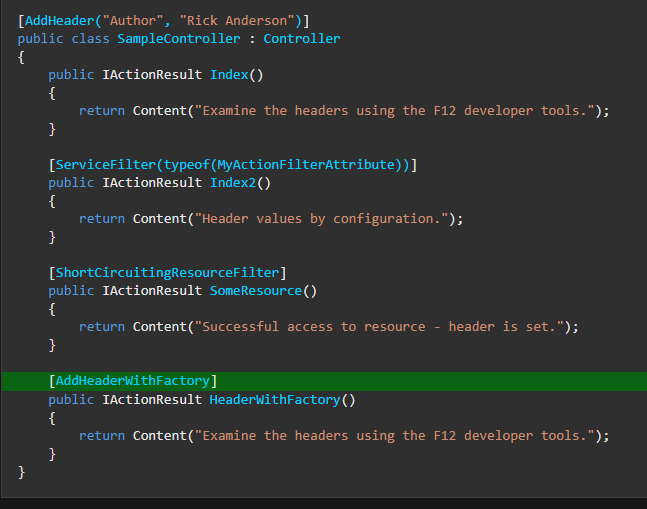 [AddHeader("Author", "Rick Anderson")]
public class SampleController : Controller
{
    public IActionResult Index()
    {
        return Content("Examine the headers using the F12 developer tools.");
    }

    [ServiceFilter(typeof(MyActionFilterAttribute))]
    public IActionResult Index2()
    {
        return Content("Header values by configuration.");
    }

    [ShortCircuitingResourceFilter]
    public IActionResult SomeResource()
    {
        return Content("Successful access to resource - header is set.");
    }

    [AddHeaderWithFactory]
    public IActionResult HeaderWithFactory()
    {
        return Content("Examine the headers using the F12 developer tools.");
    }
}